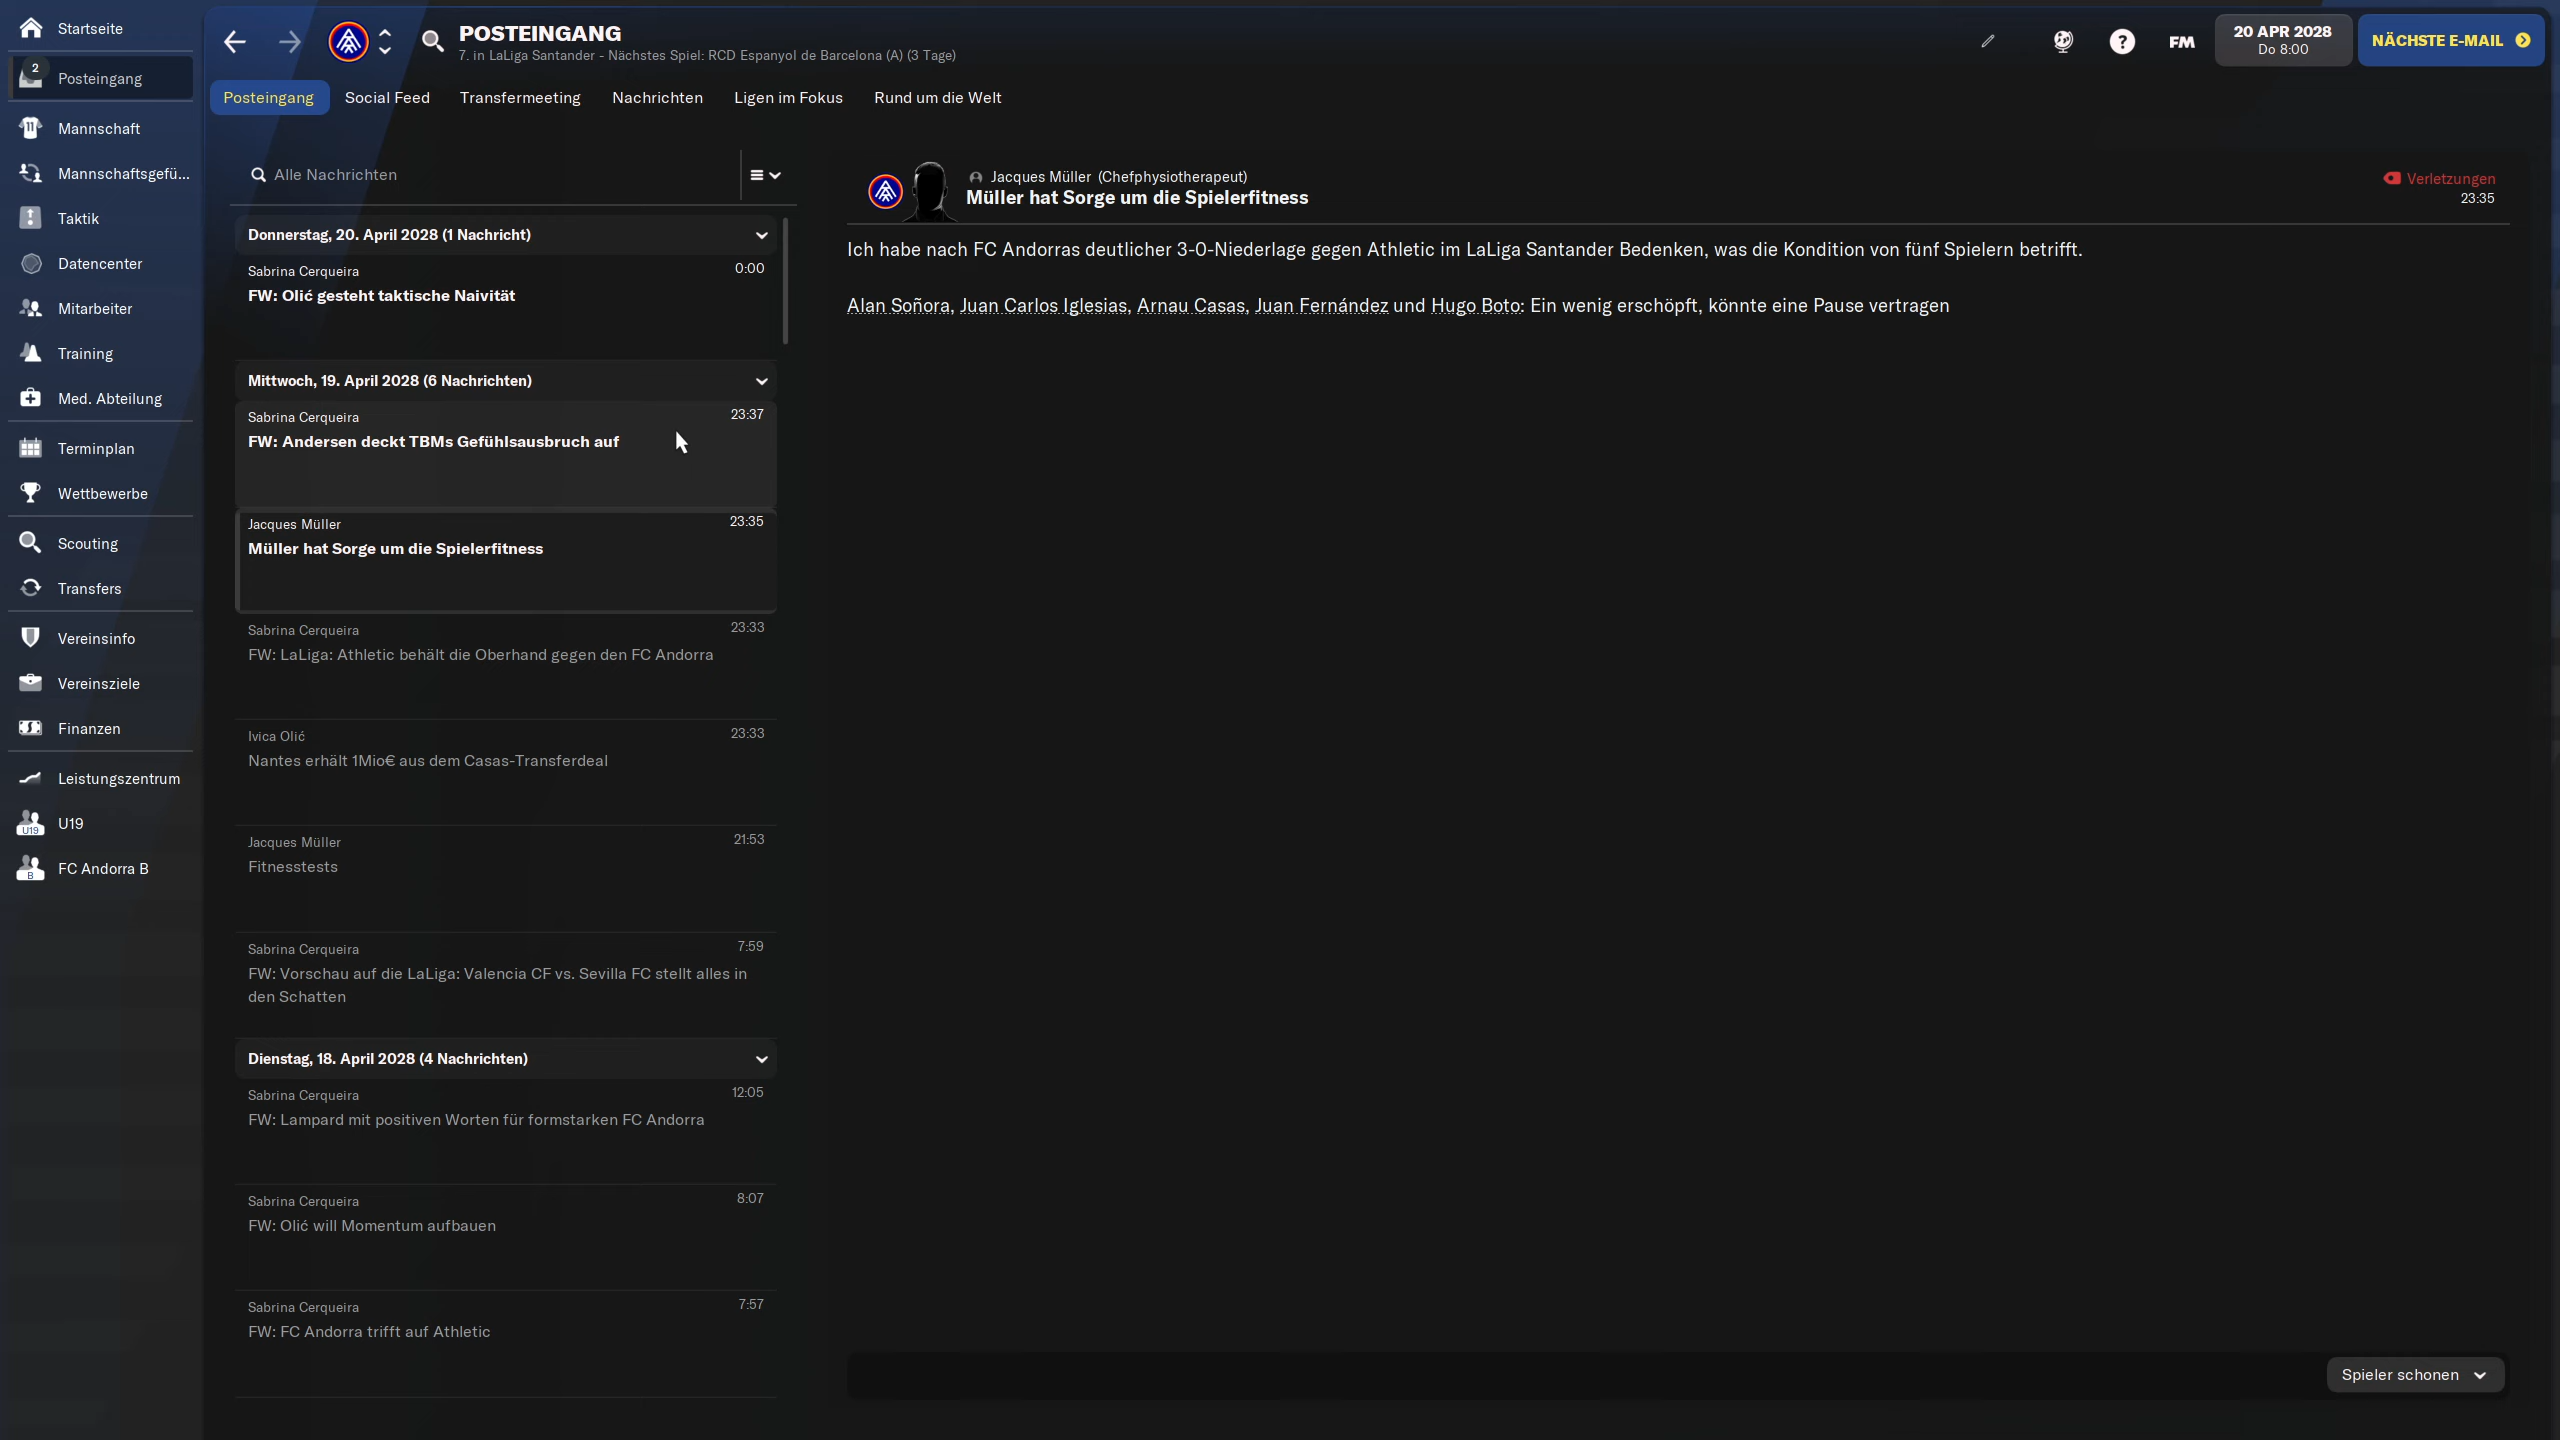 Startseite
2
Posteingang
Mannschaft
Mannschaftsgefü...
Taktik
Datencenter
Mitarbeiter
Training
Med. Abteilung
Terminplan
Wettbewerbe
Scouting
Transfers
Vereinsinfo
Vereinsziele
Finanzen
Leistungszentrum
U19
U19
B
FC Andorra B
POSTEINGANG
7. in LaLiga Santander - Nächstes Spiel: RCD Espanyol de Barcelona (A) (3 Tage)
FM
20 APR 2028
Do 8:00
NÄCHSTE E-MAIL
Posteingang
Social Feed
Transfermeeting
Nachrichten
Ligen im Fokus
Rund um die Welt
Alle Nachrichten
Donnerstag, 20. April 2028 (1 Nachricht)
Sabrina Cerqueira 0:00
FW: Olić gesteht taktische Naivität
Mittwoch, 19. April 2028 (6 Nachrichten)
Sabrina Cerqueira 23:37
FW: Andersen deckt TBMs Gefühlsausbruch auf
Jacques Müller 23:35
Müller hat Sorge um die Spielerfitness
Sabrina Cerqueira 23:33
FW: LaLiga: Athletic behält die Oberhand gegen den FC Andorra
Ivica Olić 23:33
Nantes erhält 1Mio€ aus dem Casas-Transferdeal
Jacques Müller 21:53
Fitnesstests
Sabrina Cerqueira 7:59
FW: Vorschau auf die LaLiga: Valencia CF vs. Sevilla FC stellt alles in
den Schatten
Dienstag, 18. April 2028 (4 Nachrichten)
Sabrina Cerqueira 12:05
FW: Lampard mit positiven Worten für formstarken FC Andorra
Sabrina Cerqueira 8:07
FW: Olić will Momentum aufbauen
Sabrina Cerqueira 7:57
FW: FC Andorra trifft auf Athletic
Jacques Müller (Chefphysiotherapeut)
Müller hat Sorge um die Spielerfitness
Verletzungen
23:35
Ich habe nach FC Andorras deutlicher 3-0-Niederlage gegen Athletic im LaLiga Santander Bedenken, was die Kondition von fünf Spielern betrifft.
Alan Soñora, Juan Carlos Iglesias, Arnau Casas, Juan Fernández und Hugo Boto: Ein wenig erschöpft, könnte eine Pause vertragen
Spieler schonen